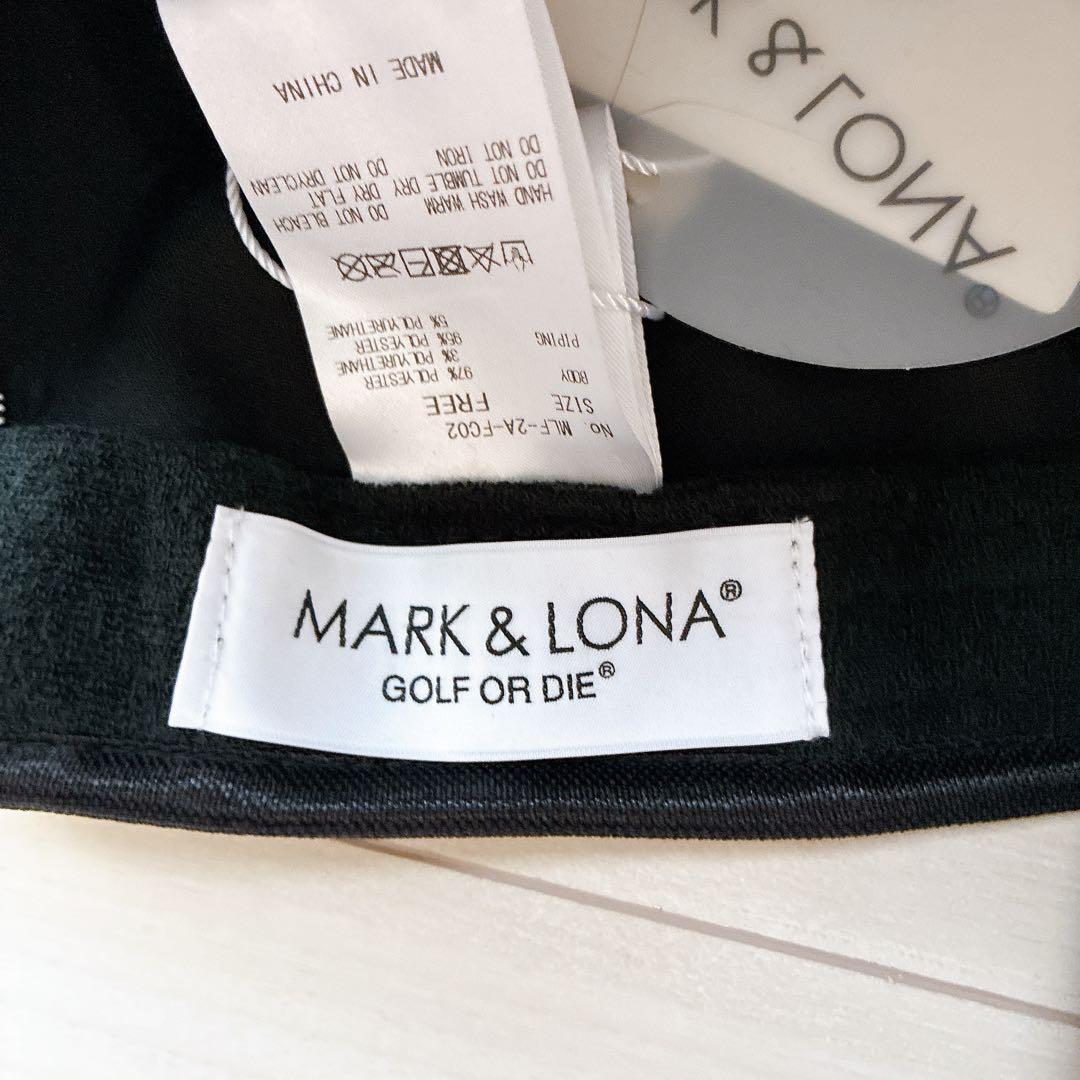 No. MLF-2A-FC02
SIZE FREE
BODY 97% POLYESTER
3% POLYURETHANE
PIPING 95% POLYESTER
5% POLYURETHANE
HAND WASH WARM DO NOT BLEACH
DO NOT TUMBLE DRY DRY FLAT
DO NOT IRON DO NOT DRYCLEAN
MADE IN CHINA
& LONA®
MARK & LONA®
GOLF OR DIE®